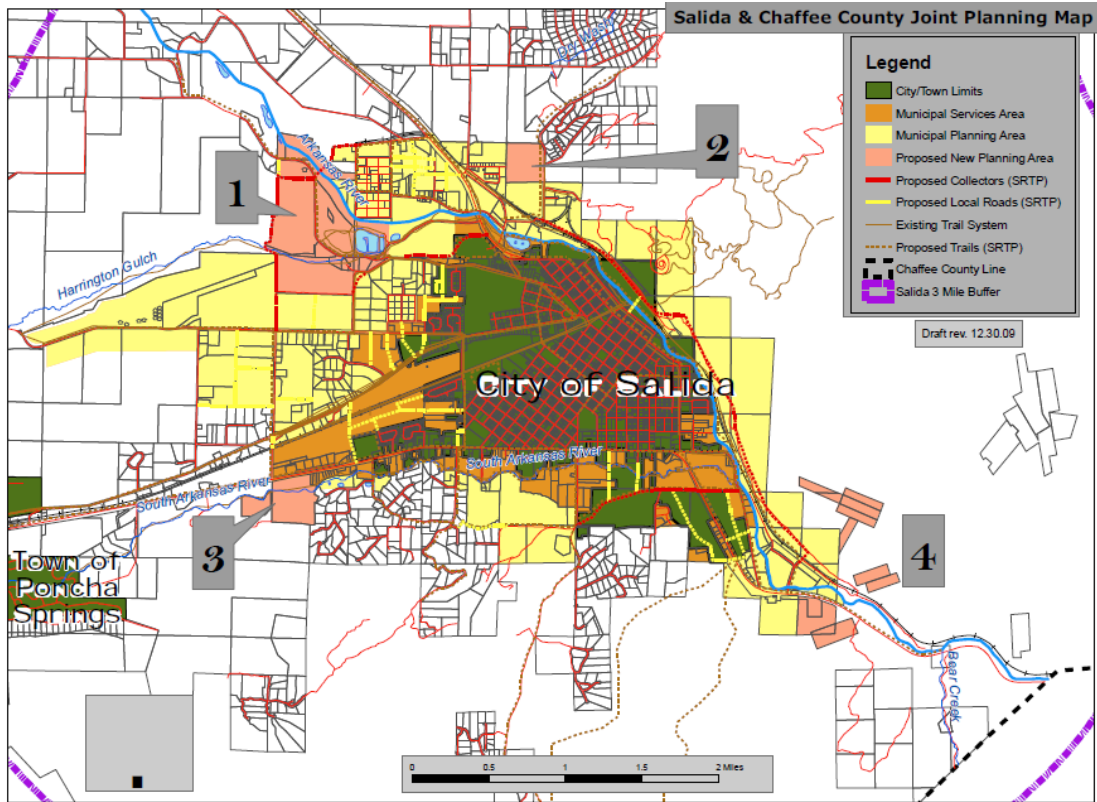 Salida & Chaffee County Joint Planning Map
Legend
City/Town Limits
Municipal Services Area
Municipal Planning Area
Proposed New Planning Area
Proposed Collectors (SRTP)
Proposed Local Roads (SRTP)
Existing Trail System
Proposed Trails (SRTP)
Chaffee County Line
Salida 3 Mile Buffer
Draft rev. 12.30.09
Dry Wash
Arkansas River
1
2
Harrington Gulch
City of Salida
South Arkansas River
South Arkansas River
3
4
Town of
Poncha
Springs
Bear Creek
0 0.5 1 1.5 2 Miles